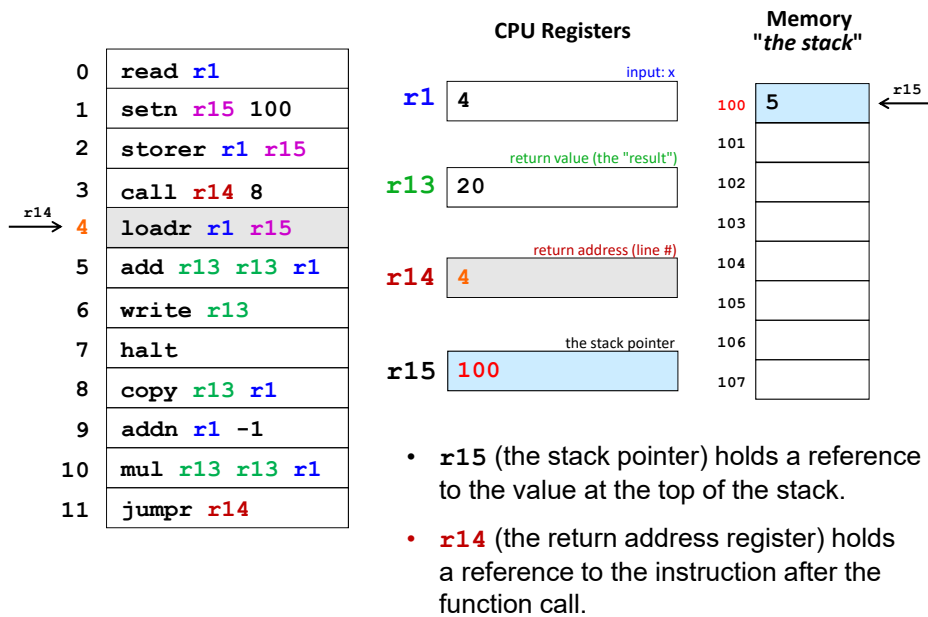 0 read r1
1 setn r15 100
2 storer r1 r15
3 call r14 8
r14
4 loadr r1 r15
5 add r13 r13 r1
6 write r13
7 halt
8 copy r13 r1
9 addn r1 -1
10 mul r13 r13 r1
11 jumpr r14
CPU Registers
input: x
r1 4
return value (the "result")
r13 20
return address (line #)
r14 4
the stack pointer
r15 100
Memory
"the stack"
100 5
r15
101
102
103
104
105
106
107
• r15 (the stack pointer) holds a reference
to the value at the top of the stack.
• r14 (the return address register) holds
a reference to the instruction after the
function call.